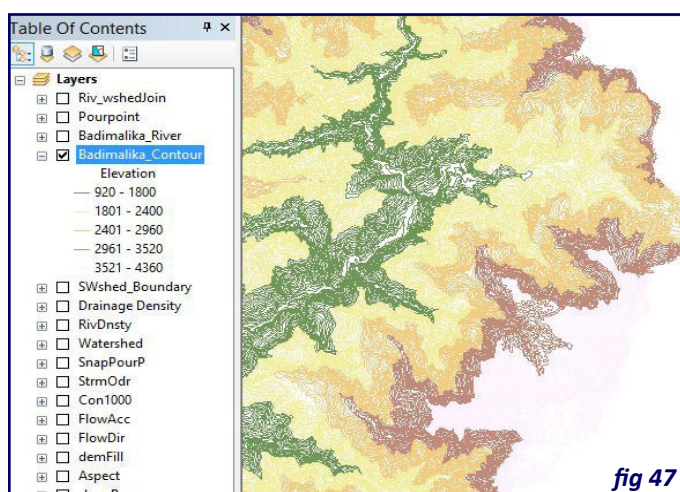 Table Of Contents
Layers
Riv_wshedJoin
Pourpoint
Badimalika_River
Badimalika_Contour
Elevation
920 - 1800
1801 - 2400
2401 - 2960
2961 - 3520
3521 - 4360
SWshed_Boundary
Drainage Density
RivDnsty
Watershed
SnapPourP
StrmOdr
Con1000
FlowAcc
FlowDir
demFill
Aspect
fig 47